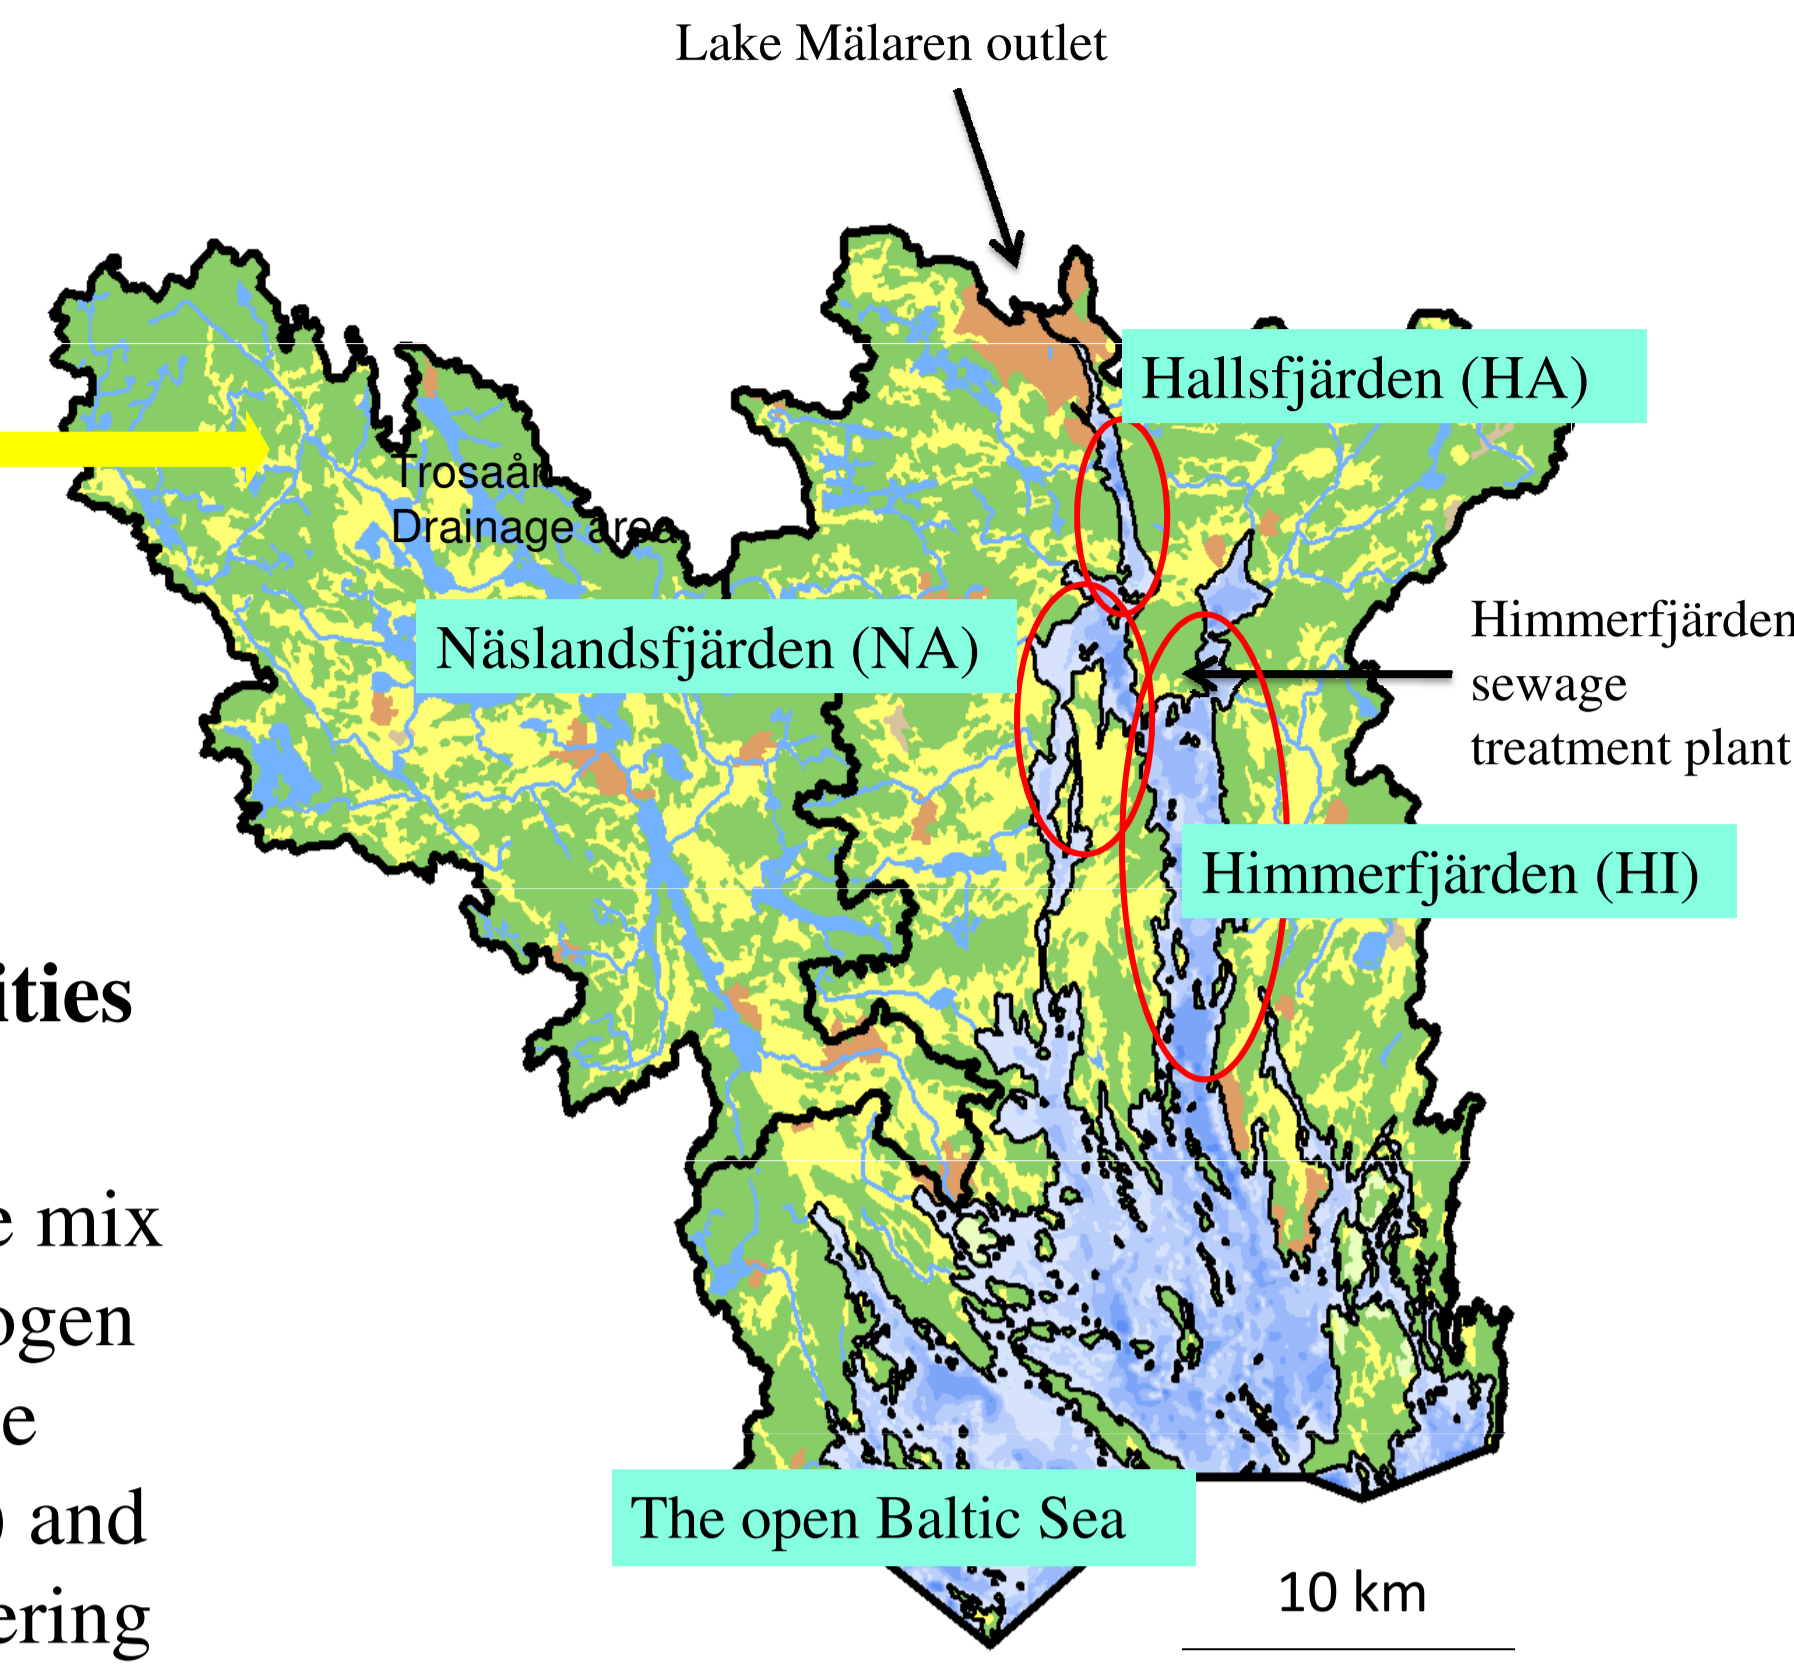 Lake Mälaren outlet
Hallsfjärden (HA)
Trosaån
Drainage area
Näslandsfjärden (NA)
Himmerfjärden
sewage
treatment plant
Himmerfjärden (HI)
ities
e mix
ogen
e
) and
ering
The open Baltic Sea
10 km